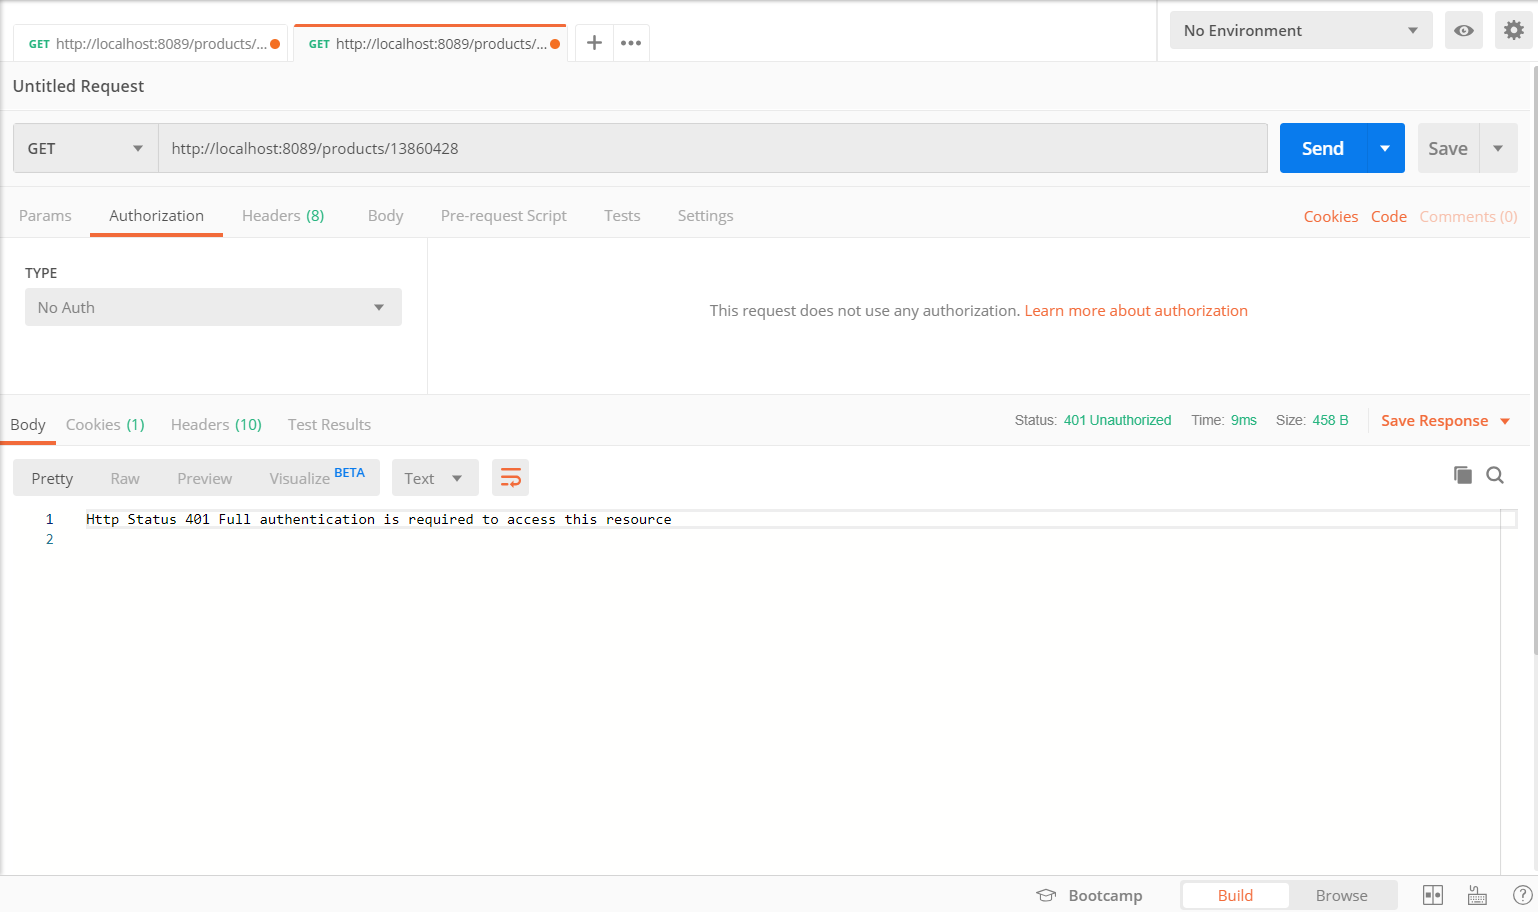 GET http://localhost:8089/products/... GET http://localhost:8089/products/... No Environment
Untitled Request
GET http://localhost:8089/products/13860428 Send Save
Params Authorization Headers (8) Body Pre-request Script Tests Settings Cookies Code Comments (0)
TYPE
No Auth
This request does not use any authorization. Learn more about authorization
Body Cookies (1) Headers (10) Test Results Status: 401 Unauthorized Time: 9ms Size: 458 B Save Response
Pretty Raw Preview Visualize BETA Text
1 Http Status 401 Full authentication is required to access this resource
2
Bootcamp Build Browse